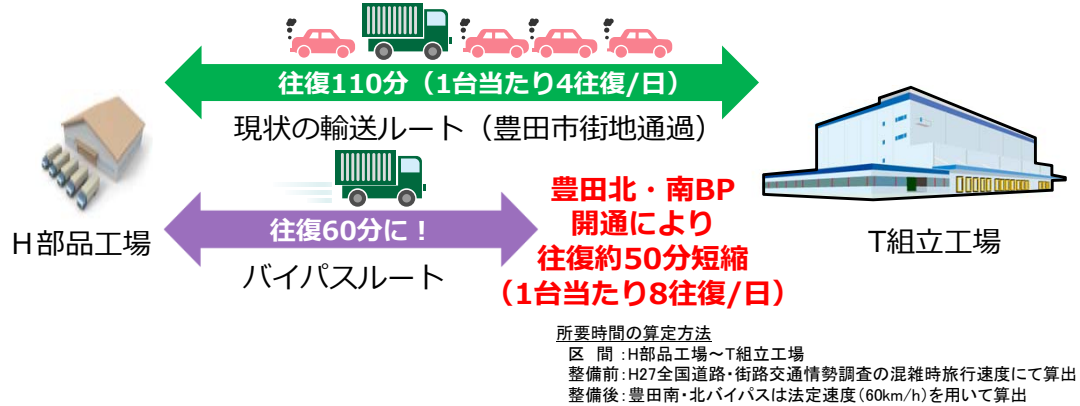 往復110分（1台当たり4往復/日）
現状の輸送ルート（豊田市街地通過）
往復60分に！
バイパスルート
H部品工場
豊田北・南BP
開通により
往復約50分短縮
（1台当たり8往復/日）
T組立工場
所要時間の算定方法
区　間：H部品工場～T組立工場
整備前：H27全国道路・街路交通情勢調査の混雑時旅行速度にて算出
整備後：豊田南・北バイパスは法定速度（60km/h）を用いて算出